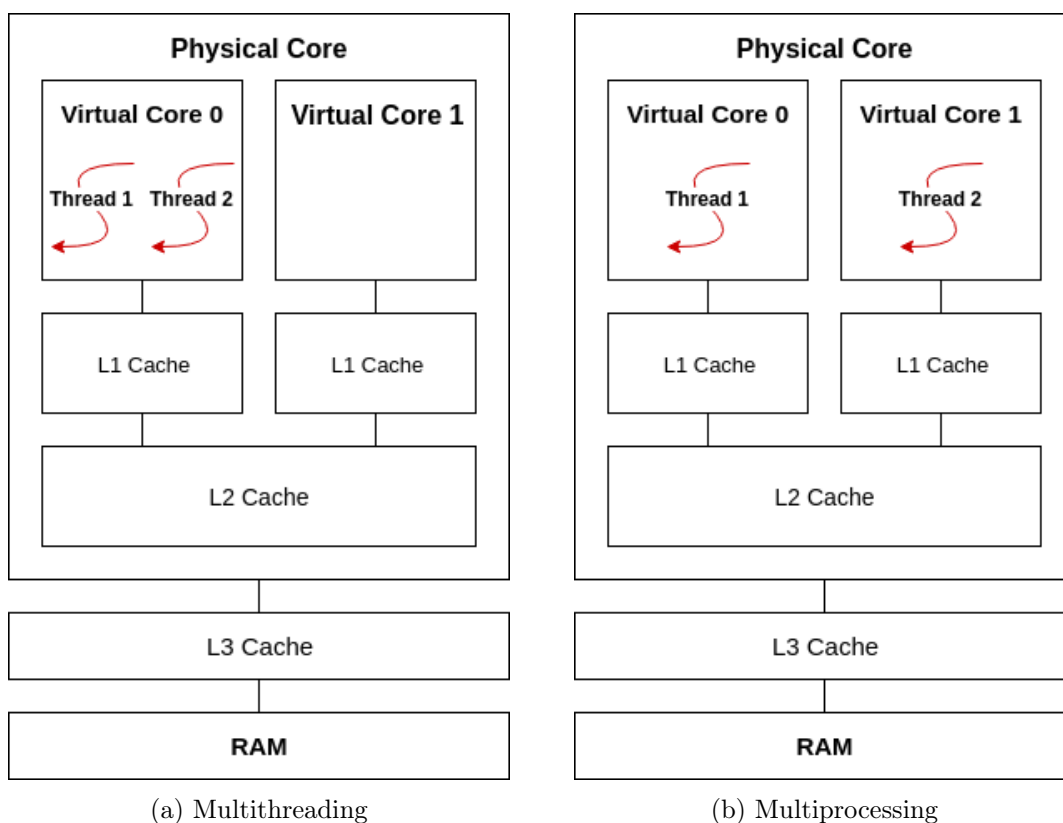 Physical Core
Virtual Core 0
Virtual Core 1
Thread 1
Thread 2
L1 Cache
L1 Cache
L2 Cache
L3 Cache
RAM
(a) Multithreading
Physical Core
Virtual Core 0
Virtual Core 1
Thread 1
Thread 2
L1 Cache
L1 Cache
L2 Cache
L3 Cache
RAM
(b) Multiprocessing